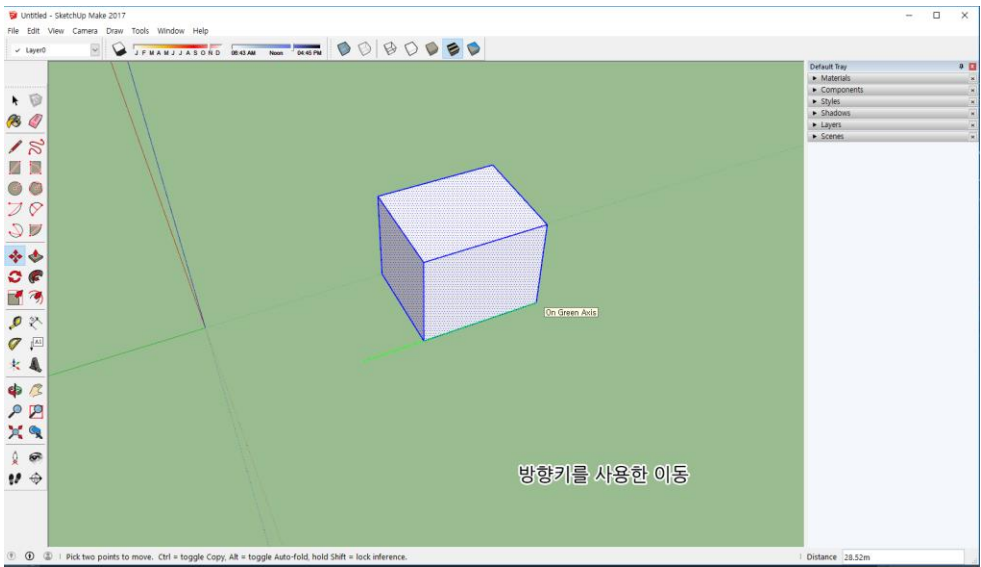 Untitled - SketchUp Make 2017
File Edit View Camera Draw Tools Window Help
Layer0
J F M A M J J A S O N D
08:43 AM Noon 04:45 PM
Default Tray
Materials
Components
Styles
Shadows
Layers
Scenes
On Green Axis
방향키를 사용한 이동
Pick two points to move. Ctrl = toggle Copy, Alt = toggle Auto-fold, hold Shift = lock inference.
Distance 28.52m